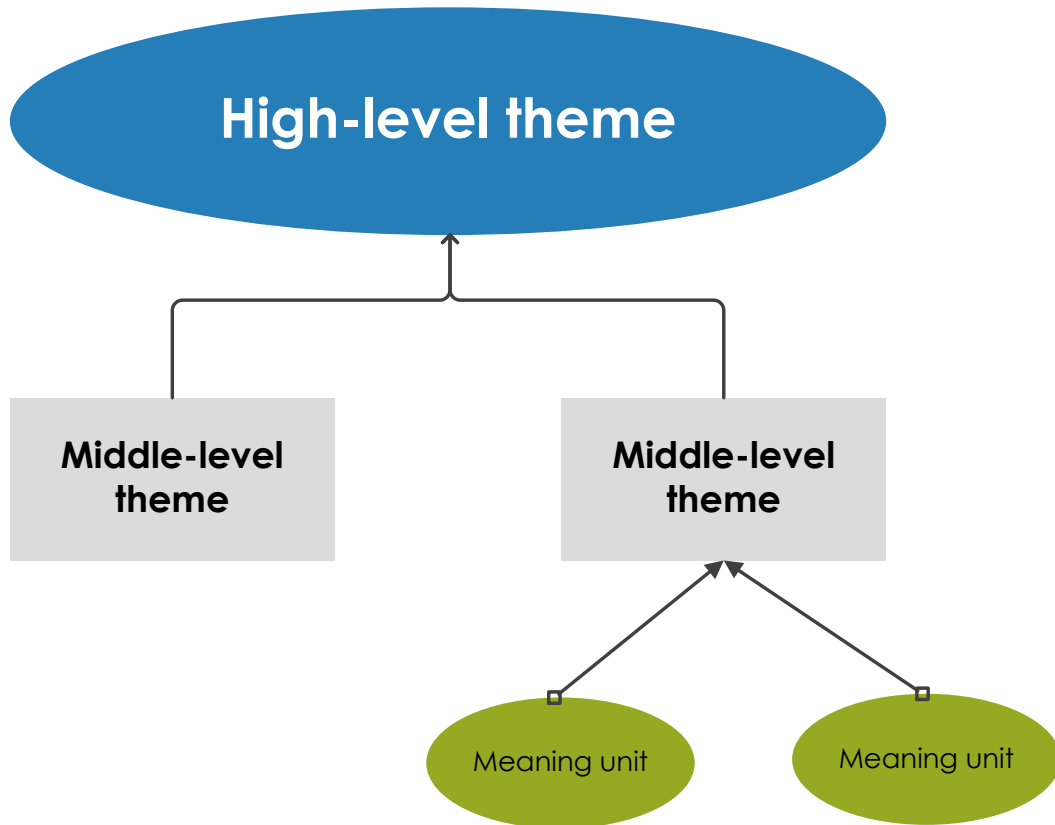 High-level theme
Middle-level
theme
Middle-level
theme
Meaning unit
Meaning unit